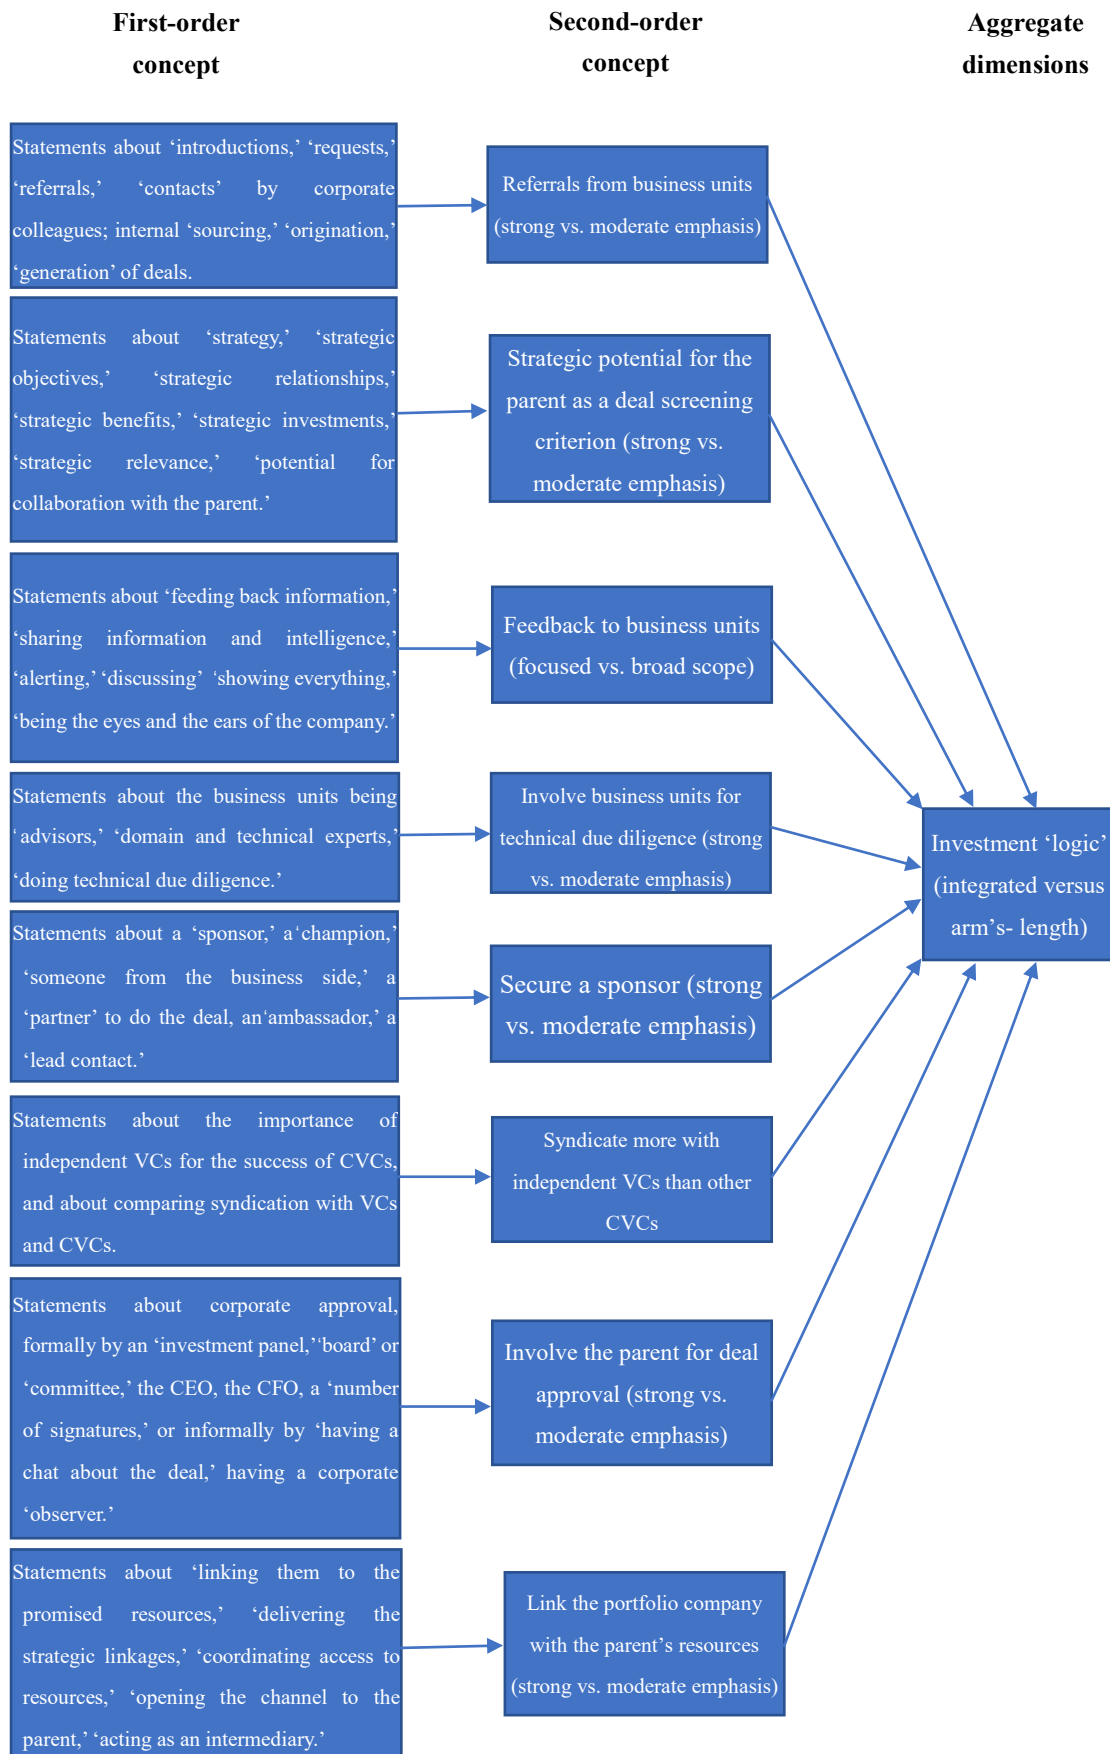 First-order
concept
Second-order
concept
Aggregate
dimensions
Statements about ‘introductions,’ ‘requests,’
‘referrals,’ ‘contacts’ by corporate
colleagues; internal ‘sourcing,’ ‘origination,’
‘generation’ of deals.
Referrals from business units
(strong vs. moderate emphasis)
Statements about ‘strategy,’ ‘strategic
objectives,’ ‘strategic relationships,’
‘strategic benefits,’ ‘strategic investments,’
‘strategic relevance,’ ‘potential for
collaboration with the parent.’
Strategic potential for the
parent as a deal screening
criterion (strong vs.
moderate emphasis)
Statements about ‘feeding back information,’
‘sharing information and intelligence,’
‘alerting,’ ‘discussing’ ‘showing everything,’
‘being the eyes and the ears of the company.’
Feedback to business units
(focused vs. broad scope)
Statements about the business units being
‘advisors,’ ‘domain and technical experts,’
‘doing technical due diligence.’
Involve business units for
technical due diligence (strong
vs. moderate emphasis)
Investment ‘logic’
(integrated versus
arm’s- length)
Statements about a ‘sponsor,’ a ‘champion,’
‘someone from the business side,’ a
‘partner’ to do the deal, an ‘ambassador,’ a
‘lead contact.’
Secure a sponsor (strong
vs. moderate emphasis)
Statements about the importance of
independent VCs for the success of CVCs,
and about comparing syndication with VCs
and CVCs.
Syndicate more with
independent VCs than other
CVCs
Statements about corporate approval,
formally by an ‘investment panel,’ ‘board’ or
‘committee,’ the CEO, the CFO, a ‘number
of signatures,’ or informally by ‘having a
chat about the deal,’ having a corporate
‘observer.’
Involve the parent for deal
approval (strong vs.
moderate emphasis)
Statements about ‘linking them to the
promised resources,’ ‘delivering the
strategic linkages,’ ‘coordinating access to
resources,’ ‘opening the channel to the
parent,’ ‘acting as an intermediary.’
Link the portfolio company
with the parent’s resources
(strong vs. moderate emphasis)